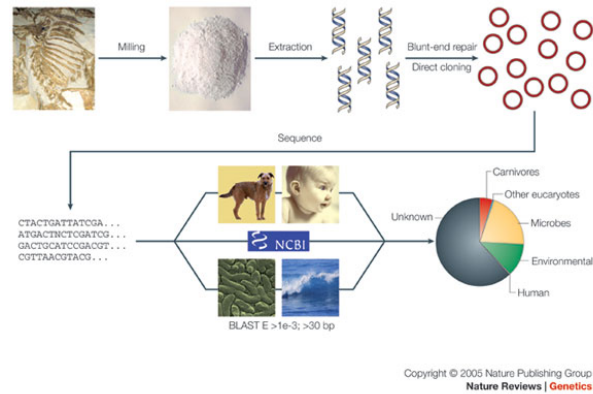 Milling
Extraction
Blunt-end repair
Direct cloning
Sequence
CTACTGATTATCGA...
ATGACTNCTCGATCG...
GACTGCATCCGACGT...
CGTTAACGTACG...
NCBI
BLAST E >1e-3; >30 bp
Carnivores
Other eucaryotes
Unknown
Microbes
Environmental
Human
Copyright © 2005 Nature Publishing Group
Nature Reviews | Genetics